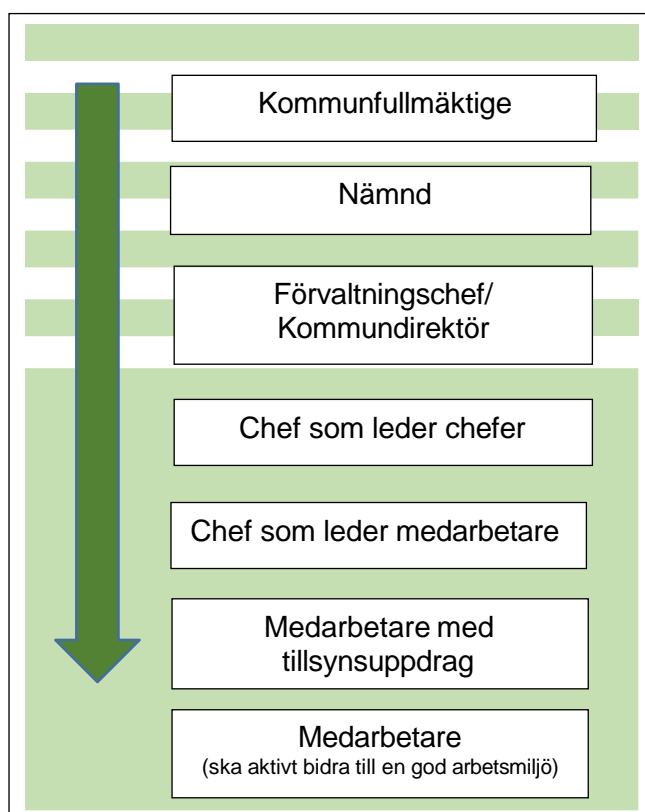 Kommunfullmäktige
Nämnd
Förvaltningschef/
Kommundirektör
Chef som leder chefer
Chef som leder medarbetare
Medarbetare med
tillsynsuppdrag
Medarbetare
(ska aktivt bidra till en god arbetsmiljö)